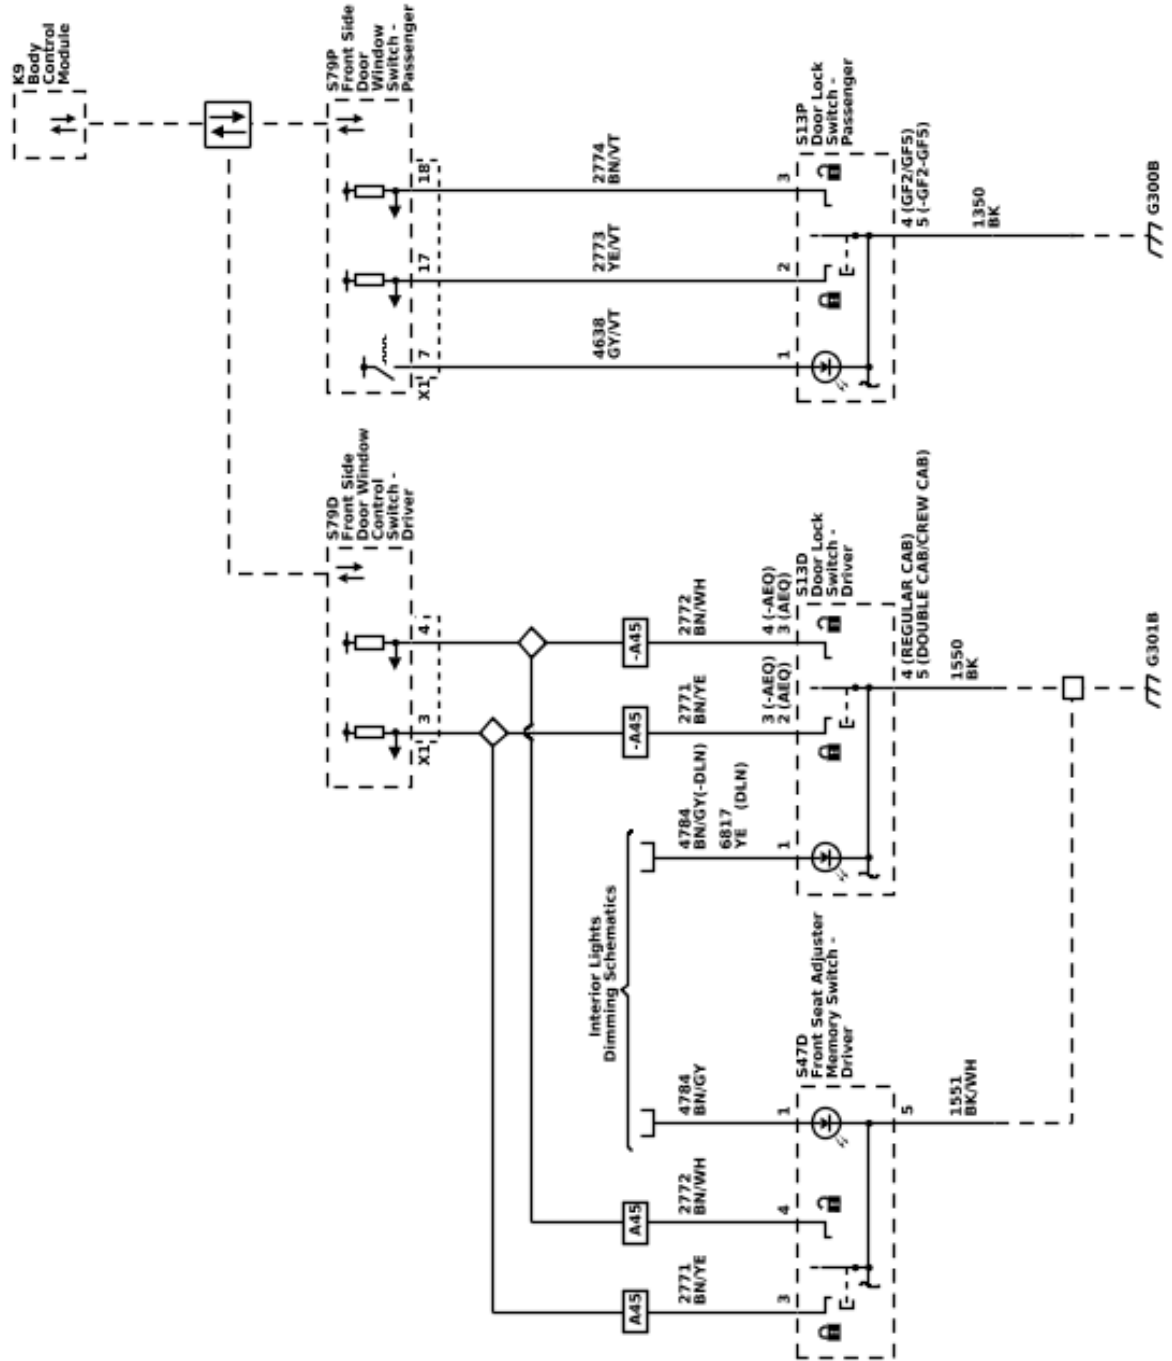 K9
Body
Control
Module
S79P
Front Side
Door
Window
Switch -
Passenger
X1
7
17
18
4638
GY/VT
2773
YE/VT
2774
BN/VT
1
2
3
S13P
Door Lock
Switch -
Passenger
4 (GF2/GF5)
5 (-GF2-GF5)
1350
BK
G300B
S79D
Front Side
Door Window
Control
Switch -
Driver
X1
3
4
-A45
-A45
2771
BN/YE
2772
BN/WH
4784
BN/GY(-DLN)
6817
YE (DLN)
1
3 (-AEQ)
2 (AEQ)
4 (-AEQ)
3 (AEQ)
S13D
Door Lock
Switch -
Driver
4 (REGULAR CAB)
5 (DOUBLE CAB/CREW CAB)
1550
BK
G301B
Interior Lights
Dimming Schematics
A45
A45
2771
BN/YE
2772
BN/WH
4784
BN/GY
3
4
1
S47D
Front Seat Adjuster
Memory Switch -
Driver
5
1551
BK/WH